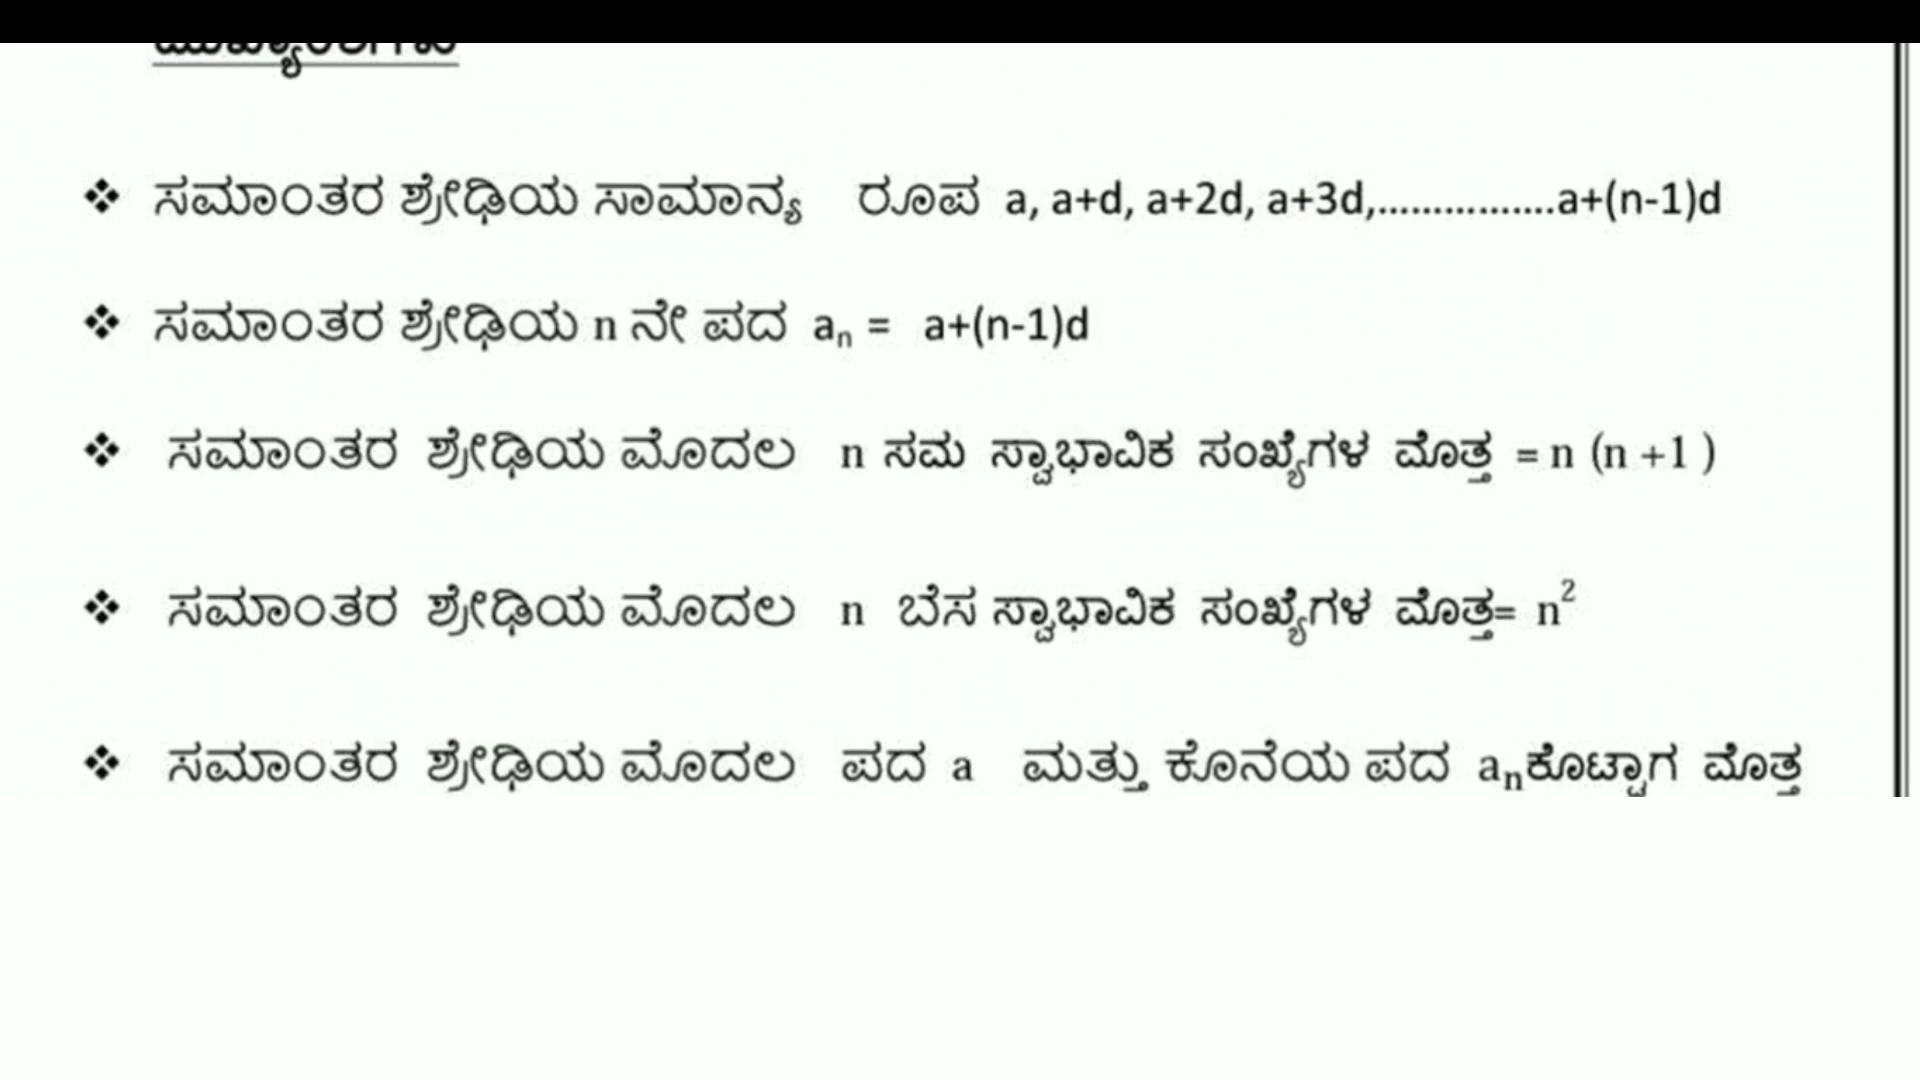 ❖ ಸಮಾಂತರ ಶ್ರೇಢಿಯ ಸಾಮಾನ್ಯ ರೂಪ a, a+d, a+2d, a+3d,................a+(n-1)d
❖ ಸಮಾಂತರ ಶ್ರೇಢಿಯ n ನೇ ಪದ aₙ = a+(n-1)d
❖ ಸಮಾಂತರ ಶ್ರೇಢಿಯ ಮೊದಲ n ಸಮ ಸ್ವಾಭಾವಿಕ ಸಂಖ್ಯೆಗಳ ಮೊತ್ತ = n (n +1 )
❖ ಸಮಾಂತರ ಶ್ರೇಢಿಯ ಮೊದಲ n ಬೆಸ ಸ್ವಾಭಾವಿಕ ಸಂಖ್ಯೆಗಳ ಮೊತ್ತ= n²
❖ ಸಮಾಂತರ ಶ್ರೇಢಿಯ ಮೊದಲ ಪದ a ಮತ್ತು ಕೊನೆಯ ಪದ aₙಕೊಟ್ಟಾಗ ಮೊತ್ತ